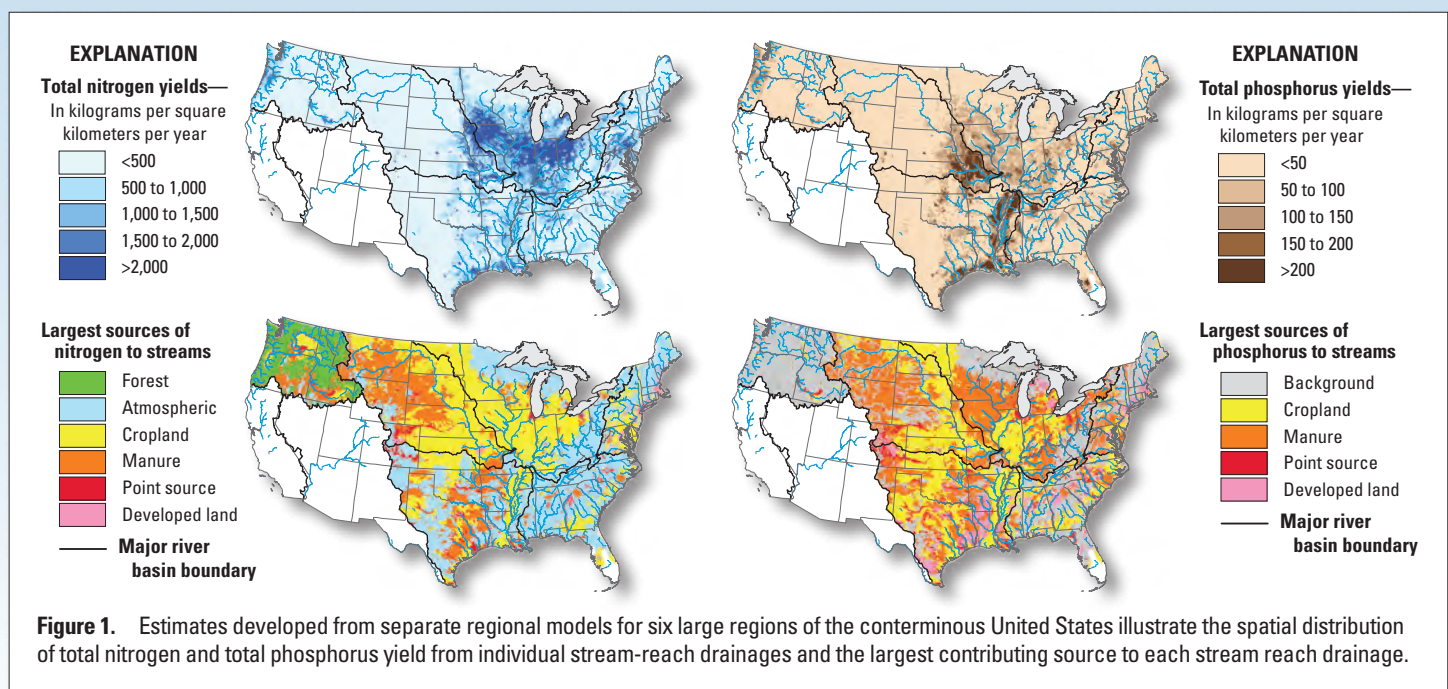 EXPLANATION
Total nitrogen yields—
In kilograms per square
kilometers per year
<500
500 to 1,000
1,000 to 1,500
1,500 to 2,000
>2,000
EXPLANATION
Total phosphorus yields—
In kilograms per square
kilometers per year
<50
50 to 100
100 to 150
150 to 200
>200
Largest sources of
nitrogen to streams
Forest
Atmospheric
Cropland
Manure
Point source
Developed land
Major river
basin boundary
Largest sources of
phosphorus to streams
Background
Cropland
Manure
Point source
Developed land
Major river
basin boundary
Figure 1. Estimates developed from separate regional models for six large regions of the conterminous United States illustrate the spatial distribution
of total nitrogen and total phosphorus yield from individual stream-reach drainages and the largest contributing source to each stream reach drainage.